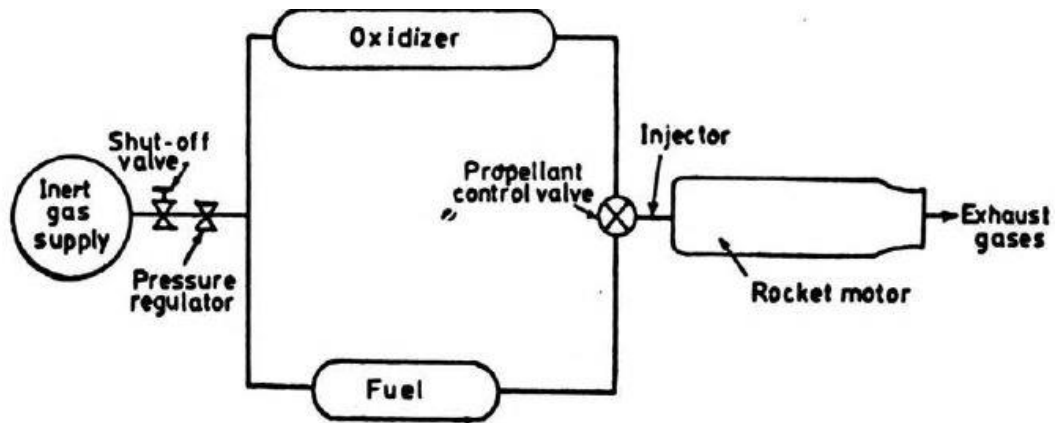 Oxidizer
Shut-off
valve
Inert
gas
supply
Pressure
regulator
Propellant
control valve
Injector
Exhaust
gases
Rocket motor
Fuel